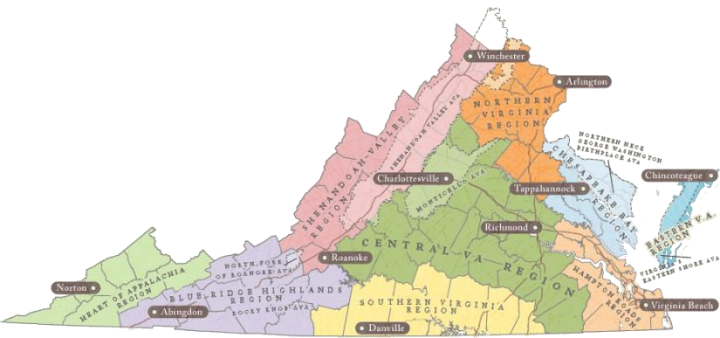 Winchester
Arlington
NORTHERN
VIRGINIA
REGION
SHENANDOAH VALLEY
REGION
SHENANDOAH VALLEY AVA
NORTHERN NECK
GEORGE WASHINGTON
BIRTHPLACE AVA
CHESAPEAKE BAY
REGION
Chincoteague
Charlottesville
MONTICELLO AVA
Tappahannock
EASTERN V.A.
REGION
Richmond
CENTRAL VA REGION
Roanoke
NORTH FORK
OF ROANOKE AVA
VIRGINIA
EASTERN SHORE AVA
HEART OF APPALACHIA
REGION
Norton
BLUE RIDGE HIGHLANDS
REGION
ROCKY KNOB AVA
Abingdon
SOUTHERN VIRGINIA
REGION
HAMPTON ROADS
REGION
Virginia Beach
Danville